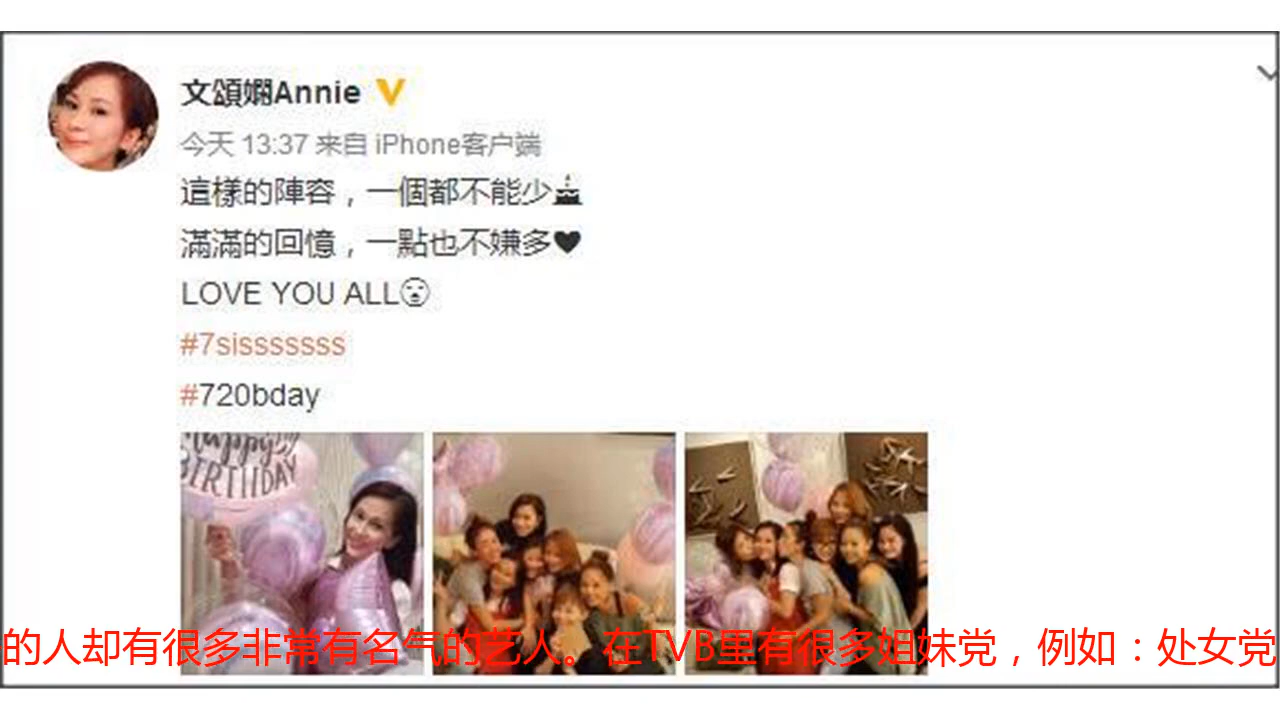 文頌嫻Annie
今天 13:37 来自 iPhone客户端
這樣的陣容，一個都不能少🎂
滿滿的回憶，一點也不嫌多❤
LOVE YOU ALL😚
#7sisssssss
#720bday
Happy
BIRTHDAY
的人却有很多非常有名气的艺人。在TVB里有很多姐妹党，例如：处女党